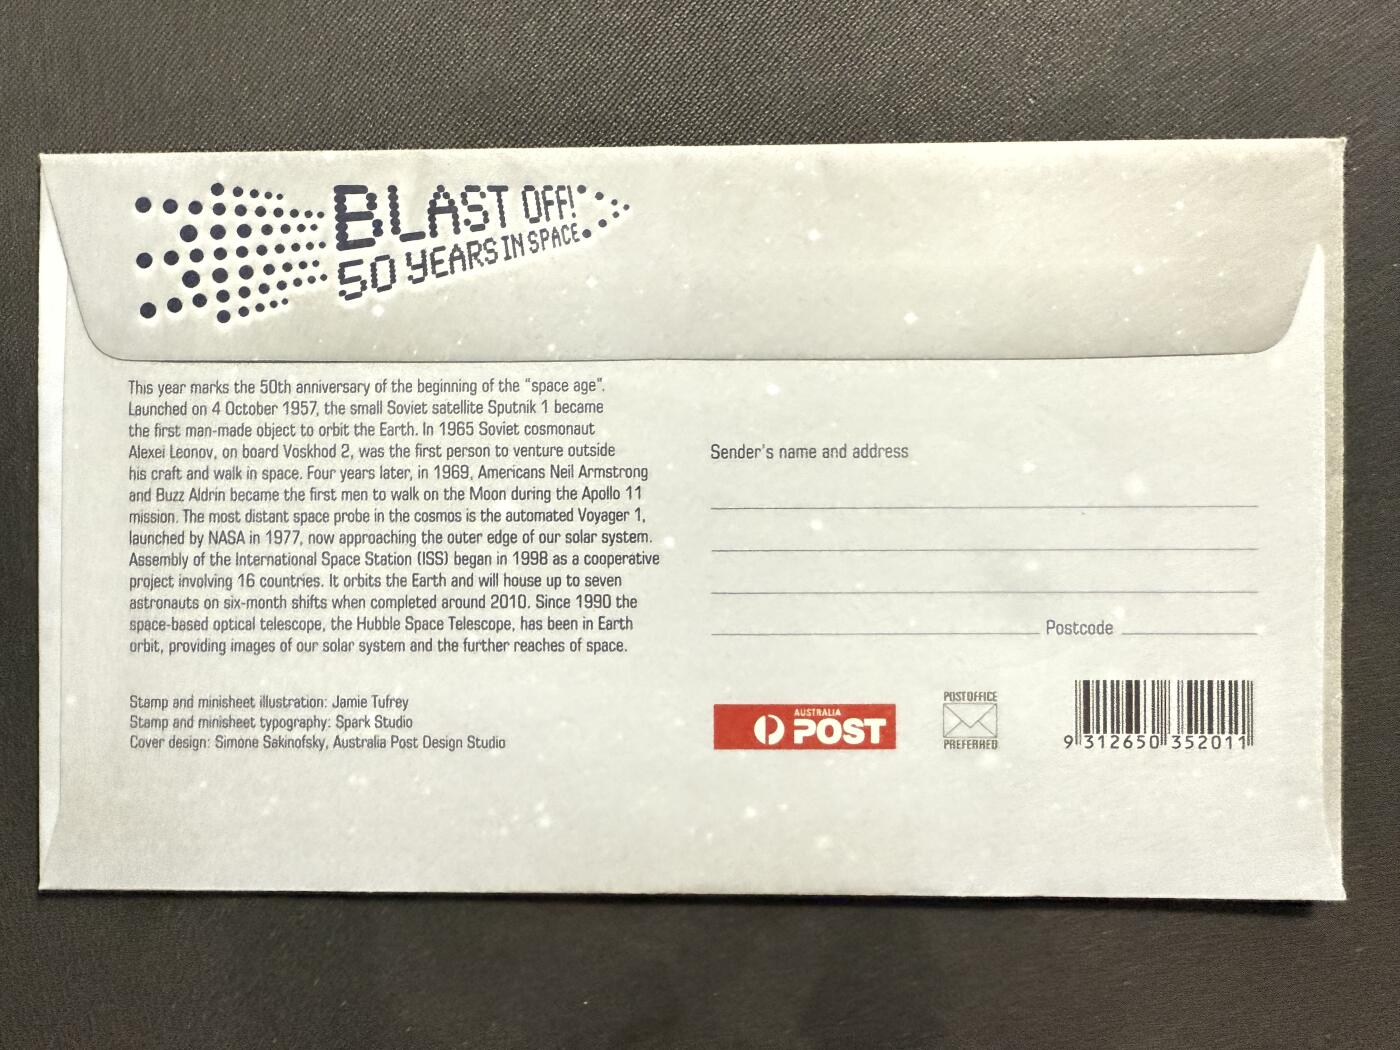 BLAST OFF!
50 YEARS IN SPACE
This year marks the 50th anniversary of the beginning of the "space age".
Launched on 4 October 1957, the small Soviet satellite Sputnik 1 became
the first man-made object to orbit the Earth. In 1965 Soviet cosmonaut
Alexei Leonov, on board Voskhod 2, was the first person to venture outside
his craft and walk in space. Four years later, in 1969, Americans Neil Armstrong
and Buzz Aldrin became the first men to walk on the Moon during the Apollo 11
mission. The most distant space probe in the cosmos is the automated Voyager 1,
launched by NASA in 1977, now approaching the outer edge of our solar system.
Assembly of the International Space Station (ISS) began in 1998 as a cooperative
project involving 16 countries. It orbits the Earth and will house up to seven
astronauts on six-month shifts when completed around 2010. Since 1990 the
space-based optical telescope, the Hubble Space Telescope, has been in Earth
orbit, providing images of our solar system and the further reaches of space.
Stamp and minisheet illustration: Jamie Tufrey
Stamp and minisheet typography: Spark Studio
Cover design: Simone Sakinofsky, Australia Post Design Studio
Sender's name and address
Postcode
AUSTRALIA
POST
POST OFFICE
PREFERRED
9 312650 352011